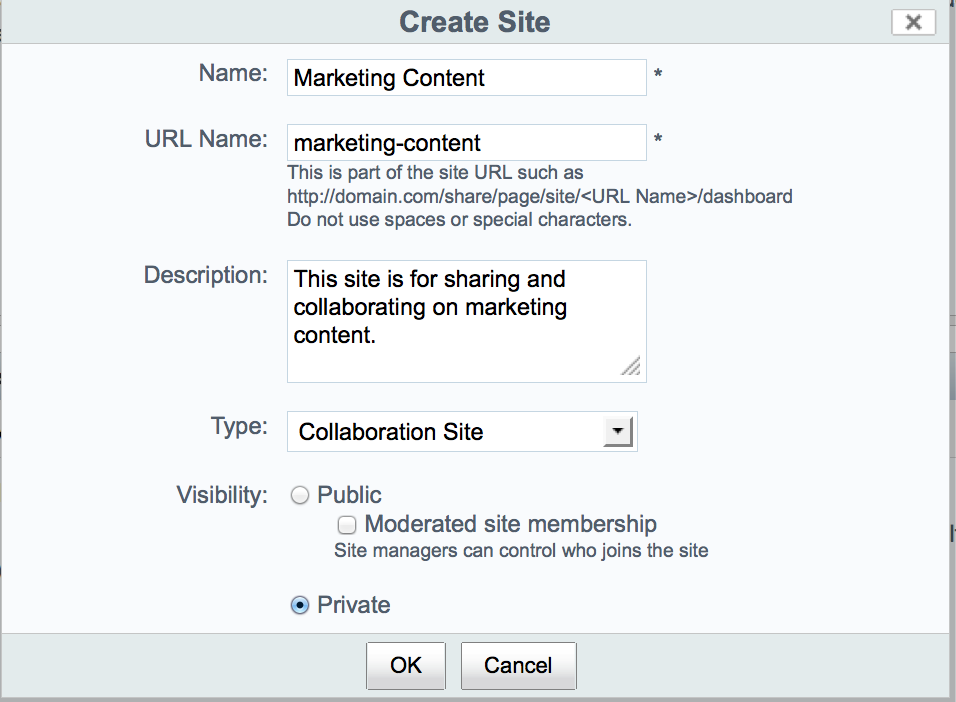 Create Site
Name: Marketing Content *
URL Name: marketing-content *
This is part of the site URL such as
http://domain.com/share/page/site/<URL Name>/dashboard
Do not use spaces or special characters.
Description: This site is for sharing and
collaborating on marketing
content.
Type: Collaboration Site
Visibility: Public
Moderated site membership
Site managers can control who joins the site
Private
OK Cancel